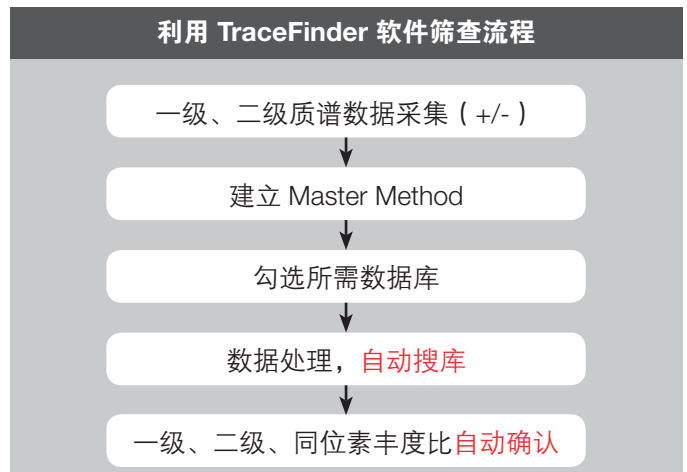 利用 TraceFinder 软件筛查流程
一级、二级质谱数据采集（ +/- ）
建立 Master Method
勾选所需数据库
数据处理，自动搜库
一级、二级、同位素丰度比自动确认